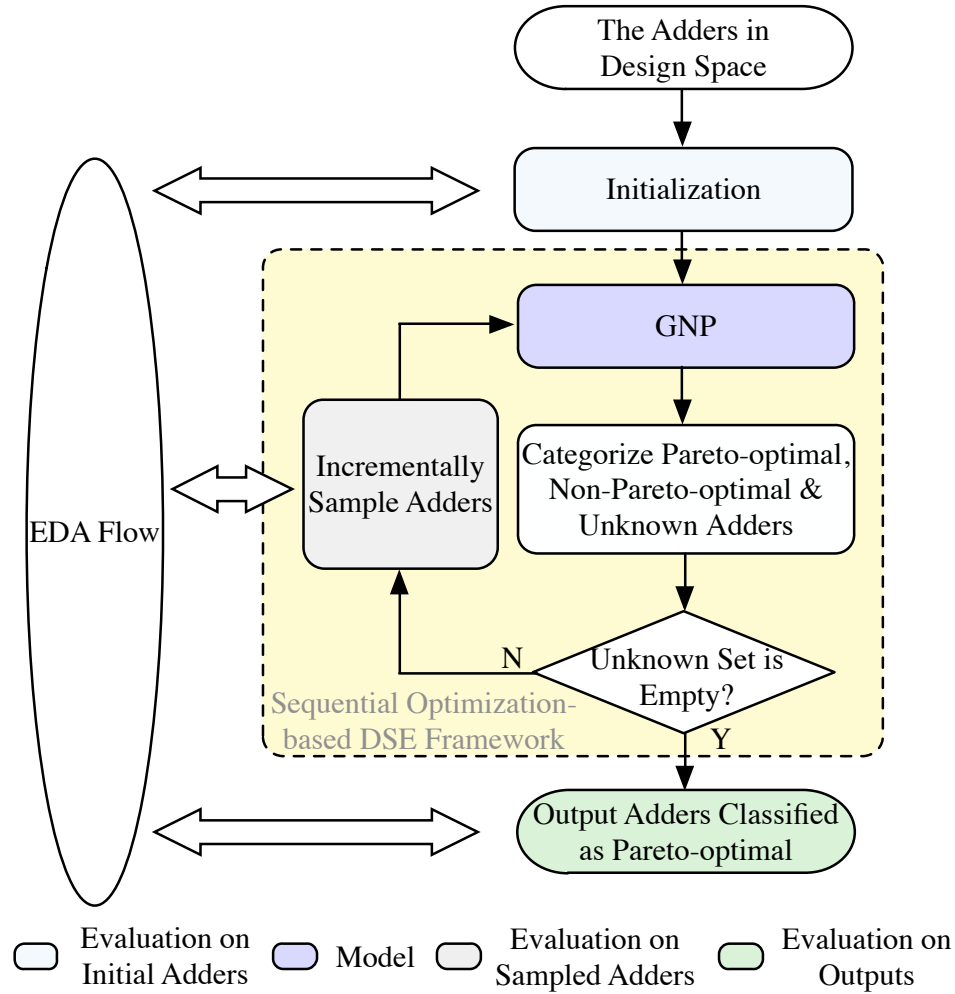 The Adders in
Design Space
Initialization
GNP
Incrementally
Sample Adders
Categorize Pareto-optimal,
Non-Pareto-optimal &
Unknown Adders
EDA Flow
N
Unknown Set is
Empty?
Sequential Optimization-
based DSE Framework
Y
Output Adders Classified
as Pareto-optimal
Evaluation on
Initial Adders
Model
Evaluation on
Sampled Adders
Evaluation on
Outputs